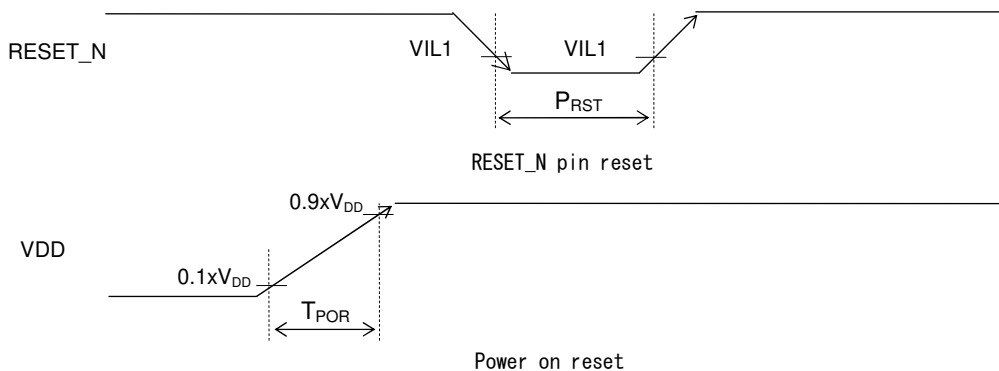 RESET_N
VIL1 VIL1
PRST
RESET_N pin reset
0.9xVDD
VDD
0.1xVDD
TPOR
Power on reset